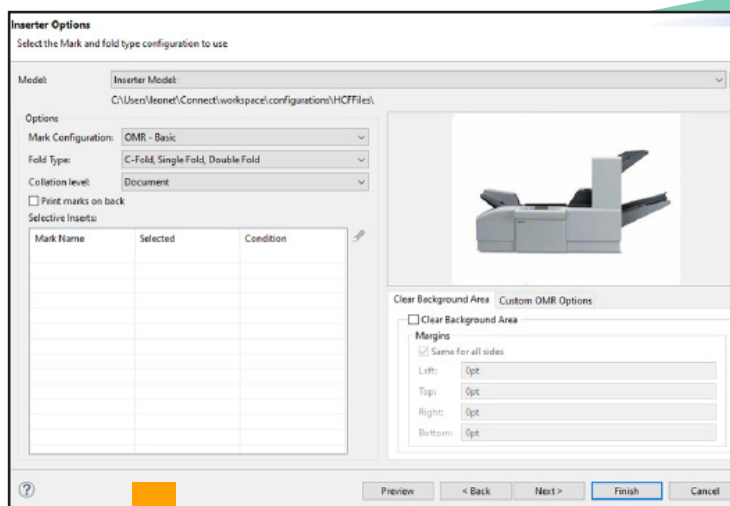 Inserter Options
Select the Mark and fold type configuration to use
Model: Inserter Model:
C:\Users\leonet\Connect\workspace\configurations\HCFFiles\
Options
Mark Configuration: OMR - Basic
Fold Type: C-Fold, Single Fold, Double Fold
Collation level: Document
Print marks on back
Selective Inserts:
Mark Name Selected Condition
Clear Background Area Custom OMR Options
Clear Background Area
Margins
Same for all sides
Left: 0pt
Top: 0pt
Right: 0pt
Bottom: 0pt
? Preview < Back Next > Finish Cancel